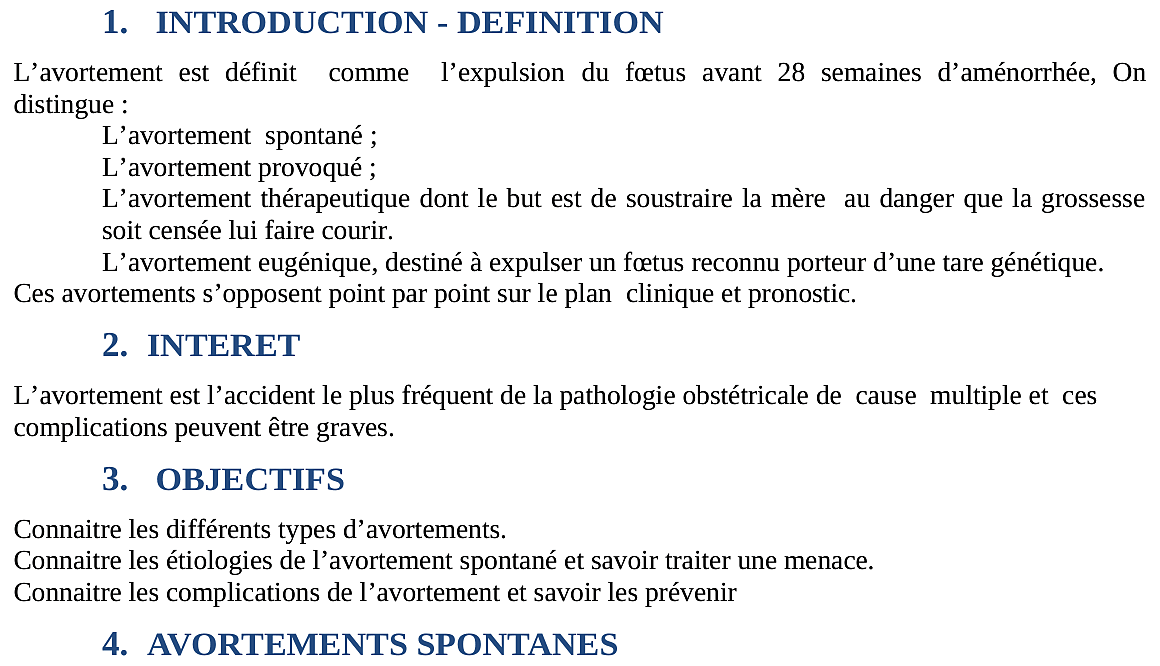 1. INTRODUCTION - DEFINITION
L’avortement est définit comme l’expulsion du fœtus avant 28 semaines d’aménorrhée, On
distingue :
L’avortement spontané ;
L’avortement provoqué ;
L’avortement thérapeutique dont le but est de soustraire la mère au danger que la grossesse
soit censée lui faire courir.
L’avortement eugénique, destiné à expulser un fœtus reconnu porteur d’une tare génétique.
Ces avortements s’opposent point par point sur le plan clinique et pronostic.
2. INTERET
L’avortement est l’accident le plus fréquent de la pathologie obstétricale de cause multiple et ces
complications peuvent être graves.
3. OBJECTIFS
Connaitre les différents types d’avortements.
Connaitre les étiologies de l’avortement spontané et savoir traiter une menace.
Connaitre les complications de l’avortement et savoir les prévenir
4. AVORTEMENTS SPONTANES